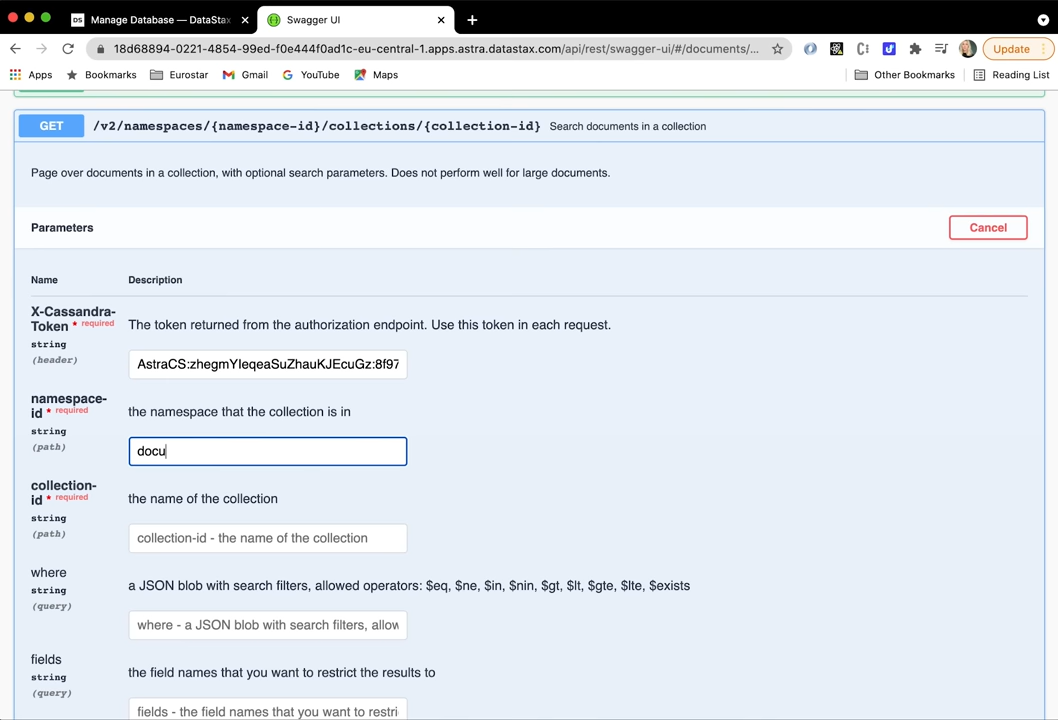 DS Manage Database — DataStax
Swagger UI
18d68894-0221-4854-99ed-f0e444f0ad1c-eu-central-1.apps.astra.datastax.com/api/rest/swagger-ui/#/documents/...
Update
Apps
Bookmarks
Eurostar
Gmail
YouTube
Maps
Other Bookmarks
Reading List
GET /v2/namespaces/{namespace-id}/collections/{collection-id} Search documents in a collection
Page over documents in a collection, with optional search parameters. Does not perform well for large documents.
Parameters
Cancel
Name
Description
X-Cassandra-
Token * required
string
(header)
The token returned from the authorization endpoint. Use this token in each request.
AstraCS:zhegmYIeqeaSuZhauKJEcuGz:8f97
namespace-
id * required
string
(path)
the namespace that the collection is in
docu
collection-
id * required
string
(path)
the name of the collection
collection-id - the name of the collection
where
string
(query)
a JSON blob with search filters, allowed operators: $eq, $ne, $in, $nin, $gt, $lt, $gte, $lte, $exists
where - a JSON blob with search filters, allow
fields
string
(query)
the field names that you want to restrict the results to
fields - the field names that you want to restri